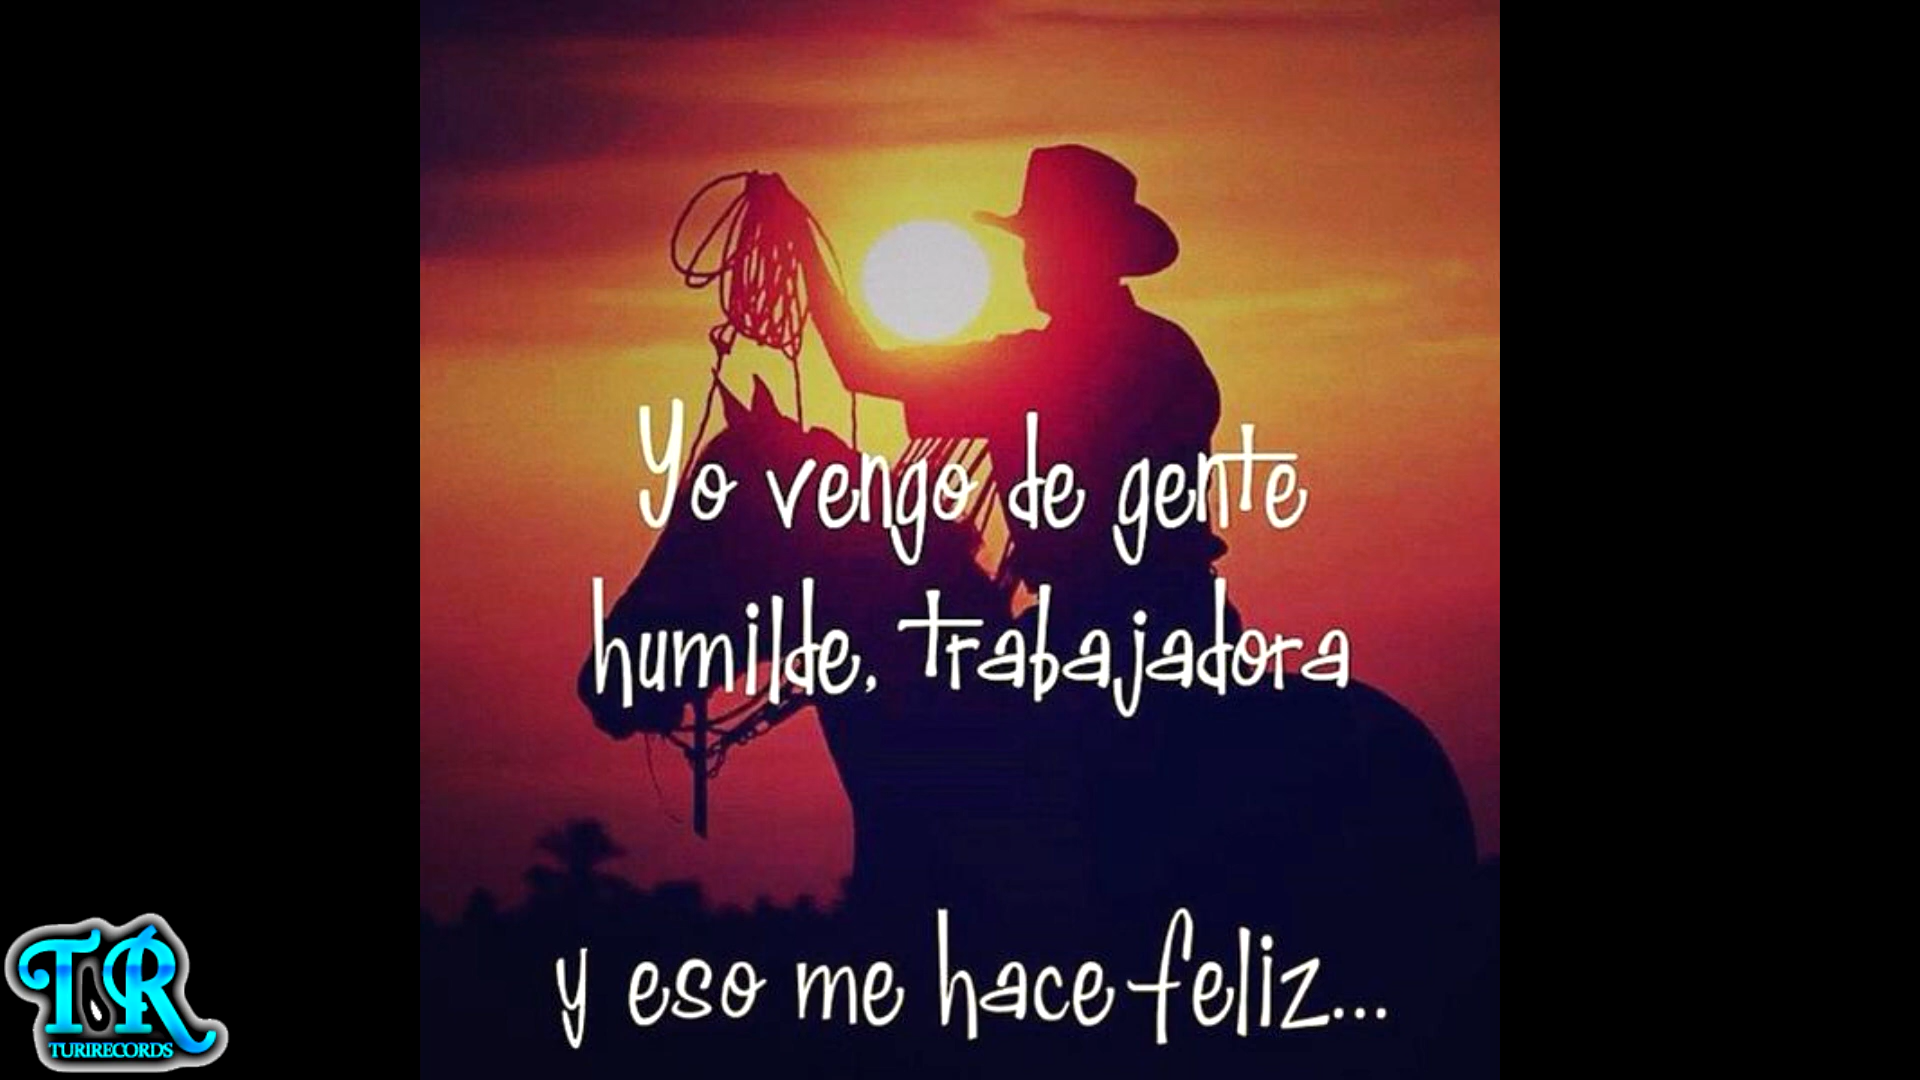 Yo vengo de gente
humilde, trabajadora
y eso me hace feliz...
TR
TURIRECORDS